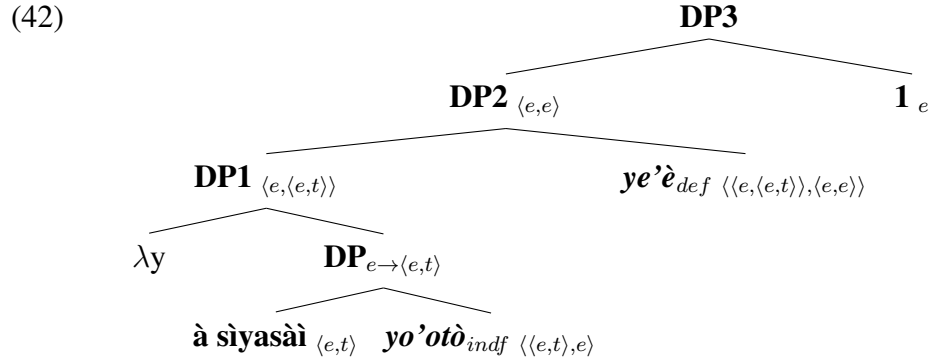 (42) DP3
DP2 ⟨e,e⟩ 1 e
DP1 ⟨e,⟨e,t⟩⟩ ye’è def ⟨⟨e,⟨e,t⟩⟩,⟨e,e⟩⟩
λy DP e→⟨e,t⟩
à sìyasàì ⟨e,t⟩ yo’otò indf ⟨⟨e,t⟩,e⟩